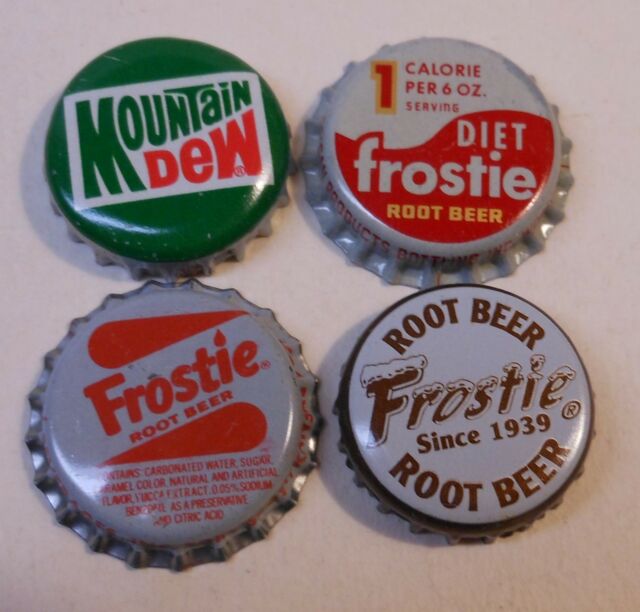 MOUNTAIN
DEW®
1 CALORIE
PER 6 OZ.
SERVING
DIET
frostie
ROOT BEER
PRODUCTS BOTTLING
Frostie®
ROOT BEER
CONTAINS: CARBONATED WATER, SUGAR,
CARAMEL COLOR, NATURAL AND ARTIFICIAL
FLAVOR, YUCCA EXTRACT, 0.05% SODIUM
BENZOATE AS A PRESERVATIVE
AND CITRIC ACID
ROOT BEER
Frostie®
Since 1939
ROOT BEER